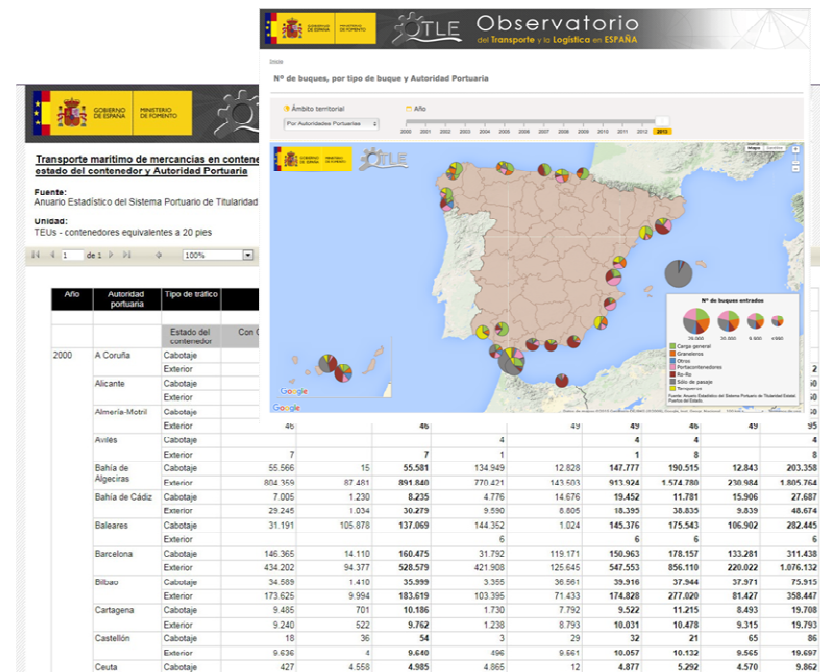 GOBIERNO DE ESPAÑA
MINISTERIO DE FOMENTO
OTLE
Observatorio
del Transporte y la Logística en ESPAÑA
Inicio
Nº de buques, por tipo de buque y Autoridad Portuaria
Ámbito territorial
Año
Por Autoridades Portuarias
2000 2001 2002 2003 2004 2005 2006 2007 2008 2009 2010 2011 2012 2013
OTLE
Nº de buques entrados
Carga general
Graneleros
Otros
Portacontenedores
Ro-Ro
Sólo de pasaje
Tanqueros
Fuente: Anuario Estadístico del Sistema Portuario de Titularidad Estatal.
Puertos del Estado.
Google
Google
GOBIERNO DE ESPAÑA
MINISTERIO DE FOMENTO
Transporte marítimo de mercancías en contene
estado del contenedor y Autoridad Portuaria
Fuente:
Anuario Estadístico del Sistema Portuario de Titularidad
Unidad:
TEUs - contenedores equivalentes a 20 pies
1 de 1 100%
Año Autoridad portuaria Tipo de tráfico
Estado del contenedor Con C
2000 A Coruña Cabotaje
Exterior 2
Alicante Cabotaje
Exterior
Almería-Motril Cabotaje
Exterior 46 46 49 49 46 49 95
Avilés Cabotaje 4 4 4 4
Exterior 7 7 1 1 8 8
Bahía de Algeciras Cabotaje 55.566 15 55.581 134.949 12.828 147.777 190.515 12.843 203.358
Exterior 804.359 87.481 891.840 770.421 143.503 913.924 1.574.780 230.984 1.805.764
Bahía de Cádiz Cabotaje 7.005 1.230 8.235 4.776 14.676 19.452 11.781 15.906 27.687
Exterior 29.245 1.034 30.279 9.590 8.805 18.395 38.835 9.839 48.674
Baleares Cabotaje 31.191 105.878 137.069 144.352 1.024 145.376 175.543 106.902 282.445
Exterior 6 6 6 6
Barcelona Cabotaje 146.365 14.110 160.475 31.792 119.171 150.963 178.157 133.281 311.438
Exterior 434.202 94.377 528.579 421.908 125.645 547.553 856.110 220.022 1.076.132
Bilbao Cabotaje 34.589 1.410 35.999 3.355 36.561 39.916 37.944 37.971 75.915
Exterior 173.625 9.994 183.619 103.395 71.433 174.828 277.020 81.427 358.447
Cartagena Cabotaje 9.485 701 10.186 1.730 7.792 9.522 11.215 8.493 19.708
Exterior 9.240 522 9.762 1.238 8.793 10.031 10.478 9.315 19.793
Castellón Cabotaje 18 36 54 3 29 32 21 65 86
Exterior 9.636 4 9.640 496 9.561 10.057 10.132 9.565 19.697
Ceuta Cabotaje 427 4.558 4.985 4.865 12 4.877 5.292 4.570 9.862